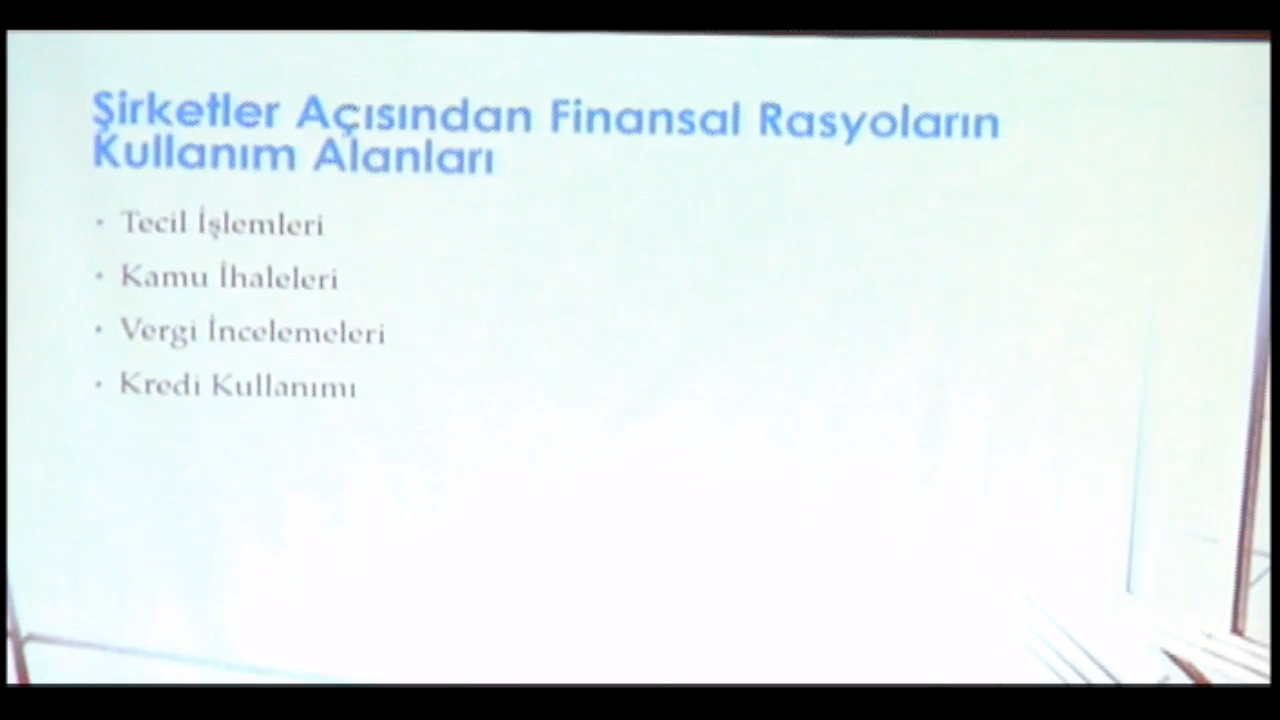 Şirketler Açısından Finansal Rasyoların
Kullanım Alanları
• Tecil İşlemleri
• Kamu İhaleleri
• Vergi İncelemeleri
• Kredi Kullanımı